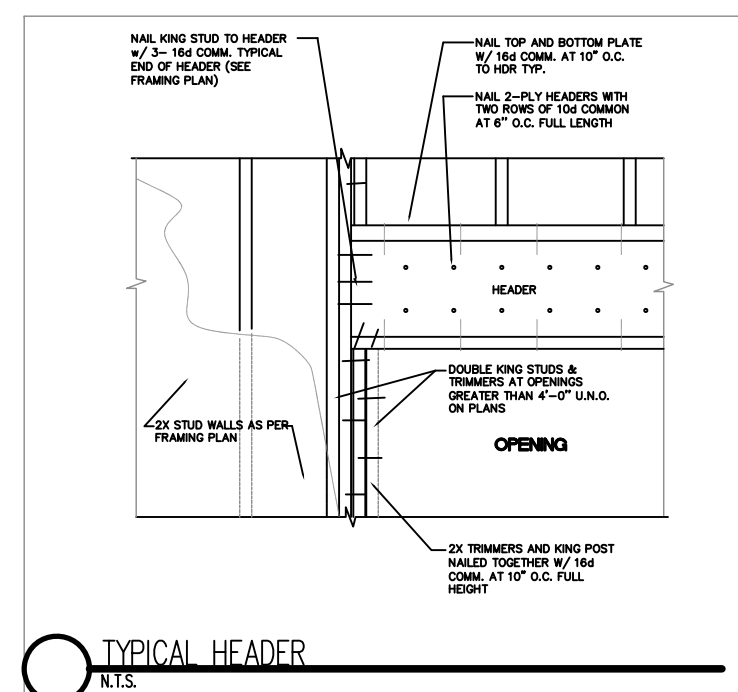 NAIL KING STUD TO HEADER
w/ 3– 16d COMM. TYPICAL
END OF HEADER (SEE
FRAMING PLAN)
NAIL TOP AND BOTTOM PLATE
W/ 16d COMM. AT 10" O.C.
TO HDR TYP.
NAIL 2–PLY HEADERS WITH
TWO ROWS OF 10d COMMON
AT 6" O.C. FULL LENGTH
HEADER
DOUBLE KING STUDS &
TRIMMERS AT OPENINGS
GREATER THAN 4'–0" U.N.O.
ON PLANS
2X STUD WALLS AS PER
FRAMING PLAN
OPENING
2X TRIMMERS AND KING POST
NAILED TOGETHER W/ 16d
COMM. AT 10" O.C. FULL
HEIGHT
TYPICAL HEADER
N.T.S.